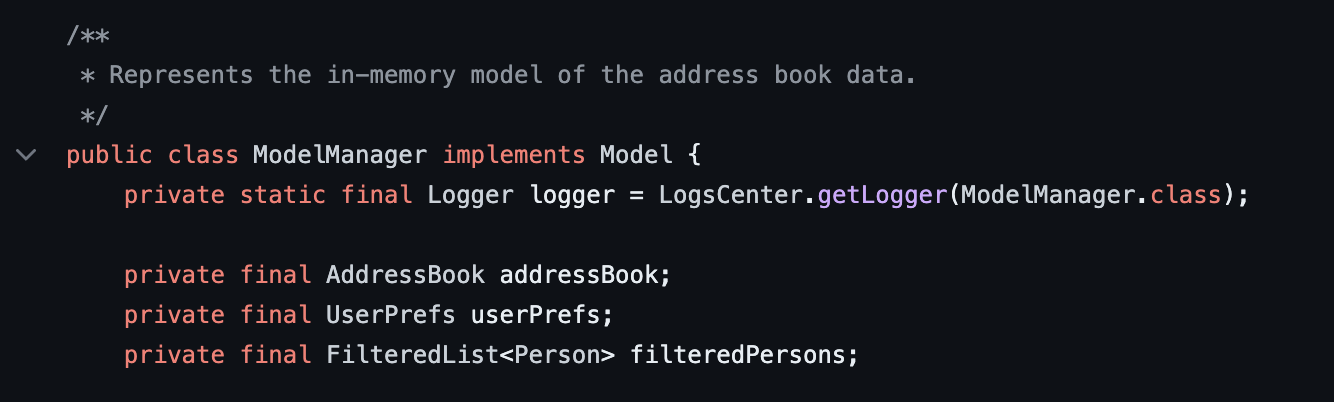 /**
 * Represents the in-memory model of the address book data.
 */
public class ModelManager implements Model {
    private static final Logger logger = LogsCenter.getLogger(ModelManager.class);
    private final AddressBook addressBook;
    private final UserPrefs userPrefs;
    private final FilteredList<Person> filteredPersons;